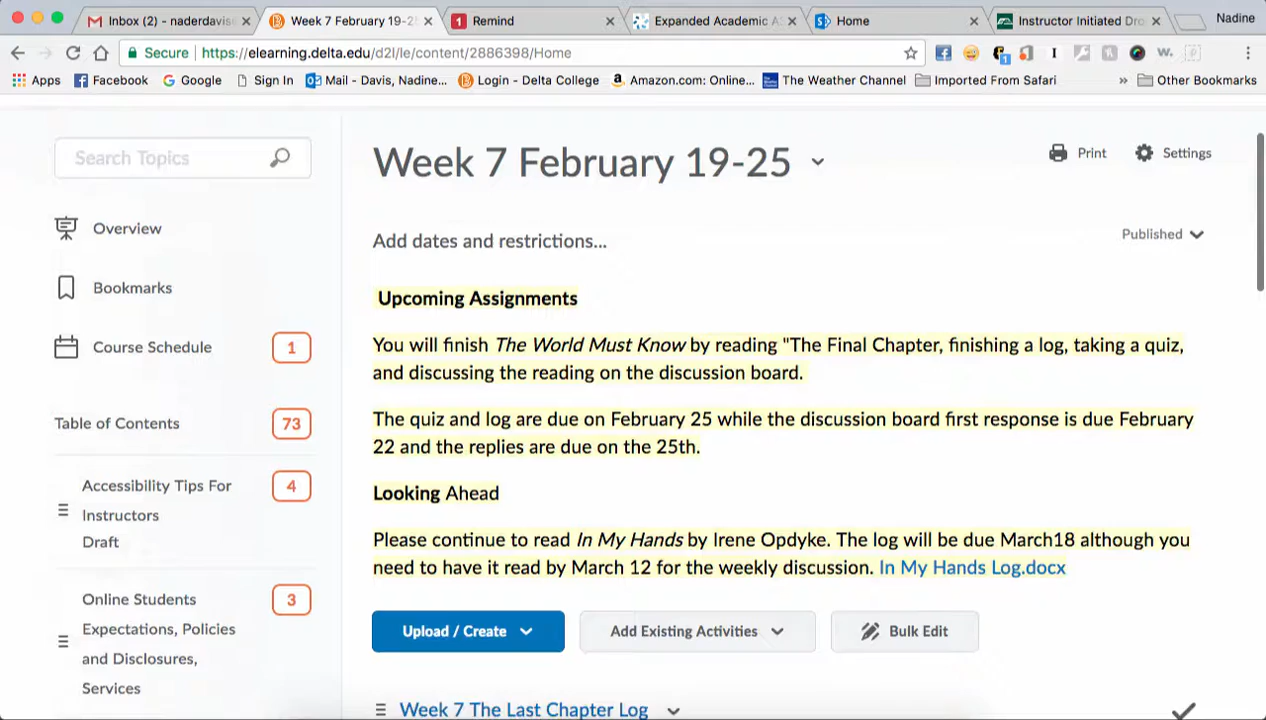 Inbox (2) - naderdavis
Week 7 February 19-2
Remind
Expanded Academic A
Home
Instructor Initiated Dro
Nadine
Secure
https://elearning.delta.edu/d2l/le/content/2886398/Home
Apps
Facebook
Google
Sign In
Mail - Davis, Nadine...
Login - Delta College
Amazon.com: Online...
The Weather Channel
Imported From Safari
»
Other Bookmarks
Search Topics
Week 7 February 19-25
Print
Settings
Overview
Add dates and restrictions...
Published
Bookmarks
Upcoming Assignments
Course Schedule
1
You will finish The World Must Know by reading "The Final Chapter, finishing a log, taking a quiz,
and discussing the reading on the discussion board.
Table of Contents
73
The quiz and log are due on February 25 while the discussion board first response is due February
22 and the replies are due on the 25th.
Accessibility Tips For
Instructors
Draft
4
Looking Ahead
Please continue to read In My Hands by Irene Opdyke. The log will be due March18 although you
need to have it read by March 12 for the weekly discussion. In My Hands Log.docx
Online Students
Expectations, Policies
and Disclosures,
Services
3
Upload / Create
Add Existing Activities
Bulk Edit
Week 7 The Last Chapter Log